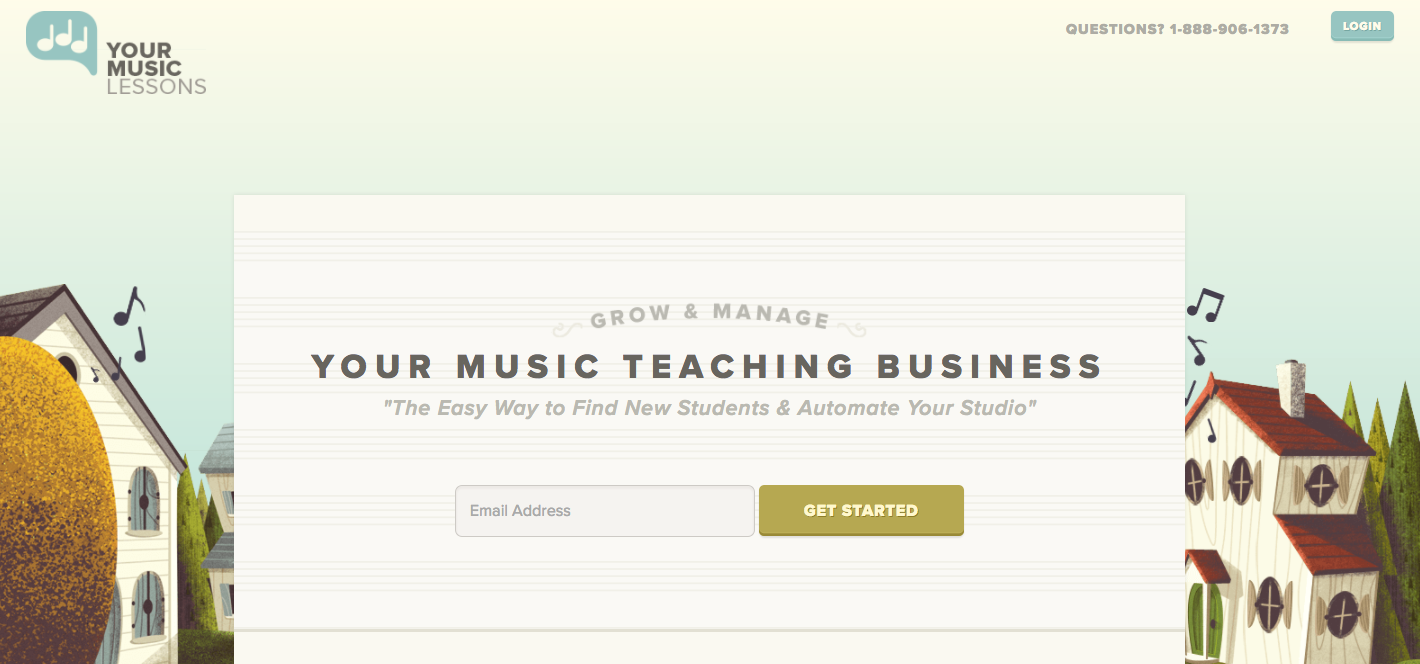 YOUR
MUSIC
LESSONS
QUESTIONS? 1-888-906-1373
LOGIN
GROW & MANAGE
YOUR MUSIC TEACHING BUSINESS
"The Easy Way to Find New Students & Automate Your Studio"
Email Address
GET STARTED